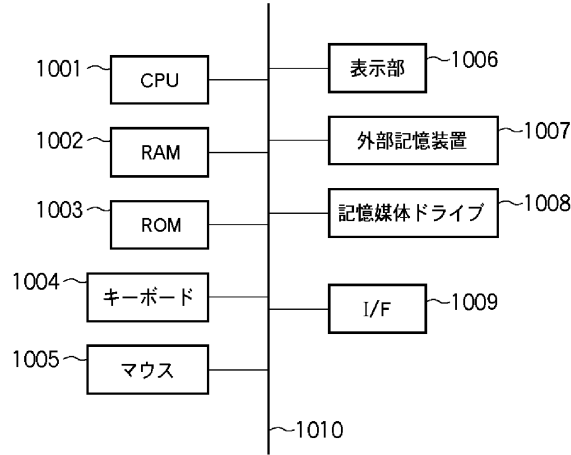 1001
CPU
1002
RAM
1003
ROM
1004
キーボード
1005
マウス
表示部
1006
外部記憶装置
1007
記憶媒体ドライブ
1008
I/F
1009
1010